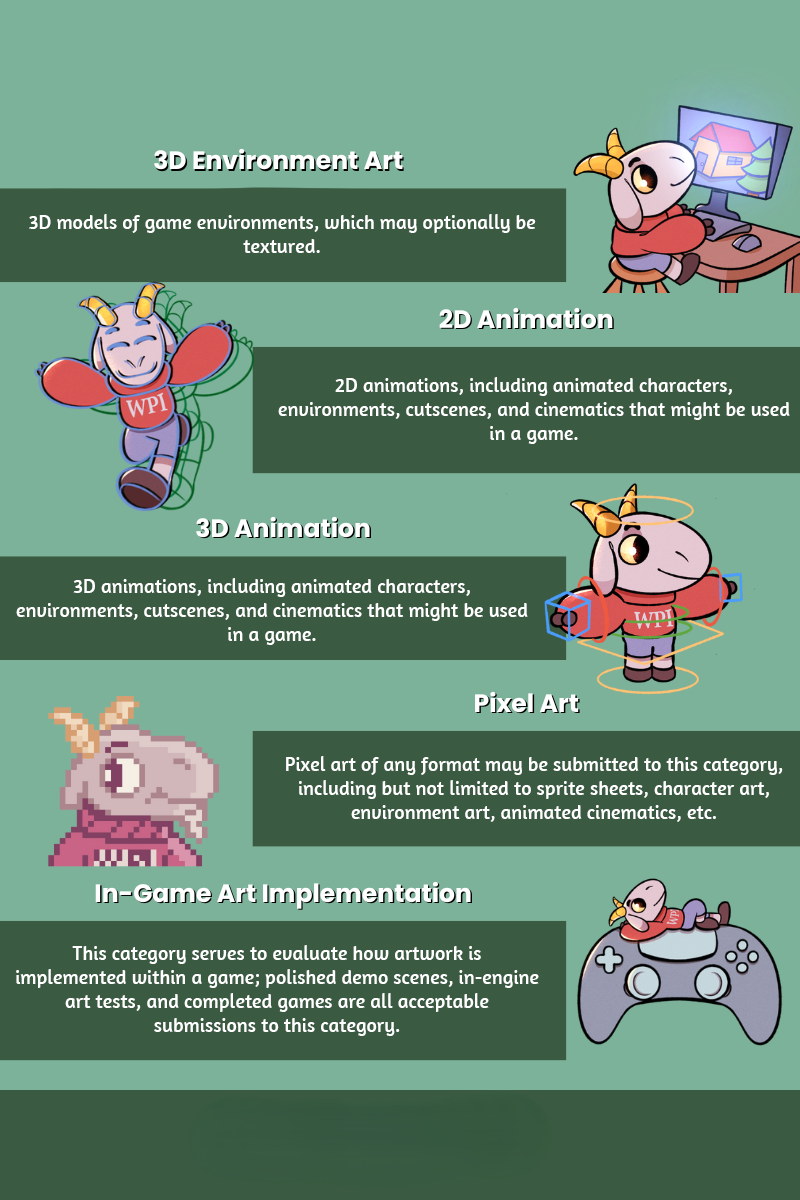 3D Environment Art
3D models of game environments, which may optionally be
textured.
2D Animation
WPI
2D animations, including animated characters,
environments, cutscenes, and cinematics that might be used
in a game.
3D Animation
3D animations, including animated characters,
environments, cutscenes, and cinematics that might be used
in a game.
WPI
Pixel Art
Pixel art of any format may be submitted to this category,
including but not limited to sprite sheets, character art,
environment art, animated cinematics, etc.
In-Game Art Implementation
WPI
This category serves to evaluate how artwork is
implemented within a game; polished demo scenes, in-engine
art tests, and completed games are all acceptable
submissions to this category.